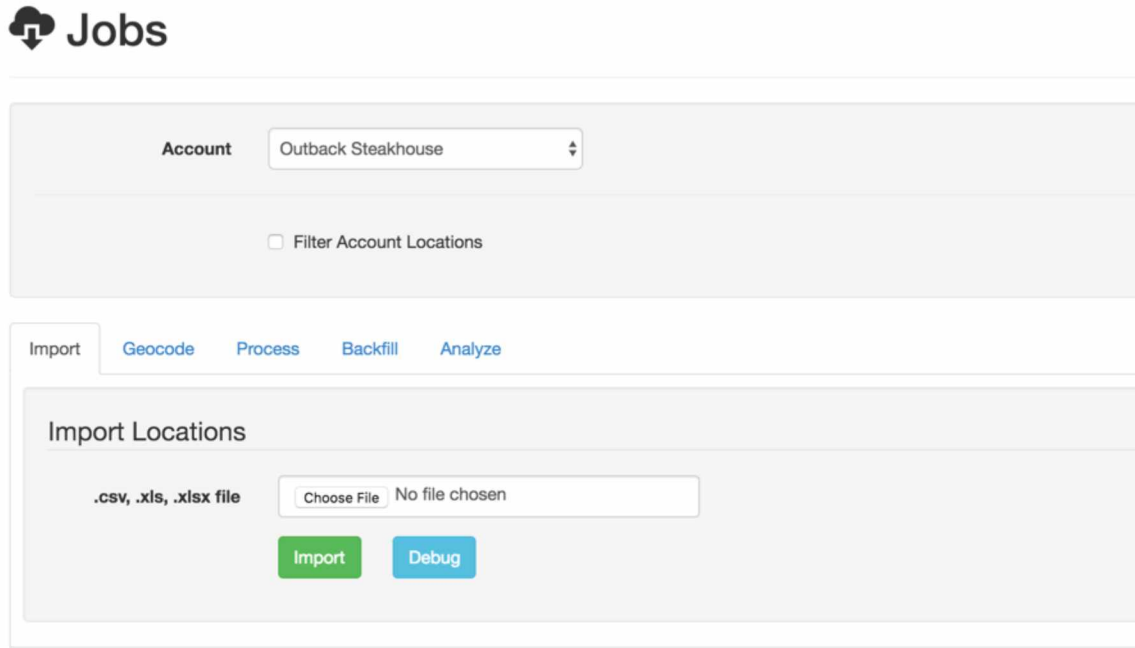 Jobs
Account Outback Steakhouse
Filter Account Locations
Import Geocode Process Backfill Analyze
Import Locations
.csv, .xls, .xlsx file Choose File No file chosen
Import Debug